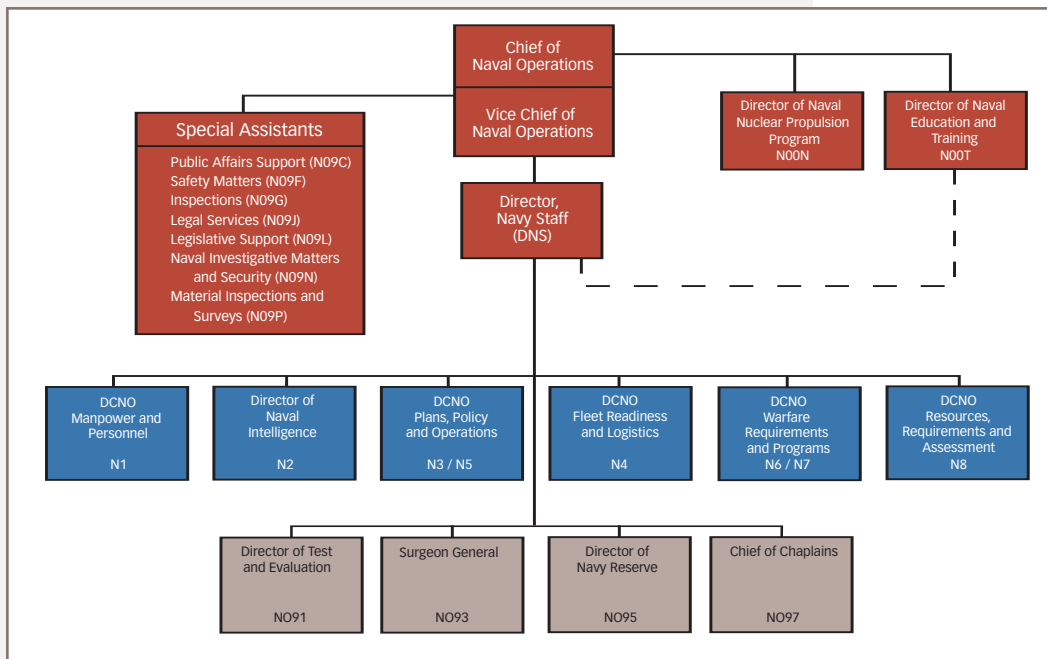 Chief of
Naval Operations
Vice Chief of
Naval Operations
Director of Naval
Nuclear Propulsion
Program
N00N
Director of Naval
Education and
Training
N00T
Special Assistants
Public Affairs Support (N09C)
Safety Matters (N09F)
Inspections (N09G)
Legal Services (N09J)
Legislative Support (N09L)
Naval Investigative Matters
and Security (N09N)
Material Inspections and
Surveys (N09P)
Director,
Navy Staff
(DNS)
DCNO
Manpower and
Personnel
N1
Director of
Naval
Intelligence
N2
DCNO
Plans, Policy
and Operations
N3 / N5
DCNO
Fleet Readiness
and Logistics
N4
DCNO
Warfare
Requirements
and Programs
N6 / N7
DCNO
Resources,
Requirements and
Assessment
N8
Director of Test
and Evaluation
NO91
Surgeon General
NO93
Director of
Navy Reserve
NO95
Chief of Chaplains
NO97